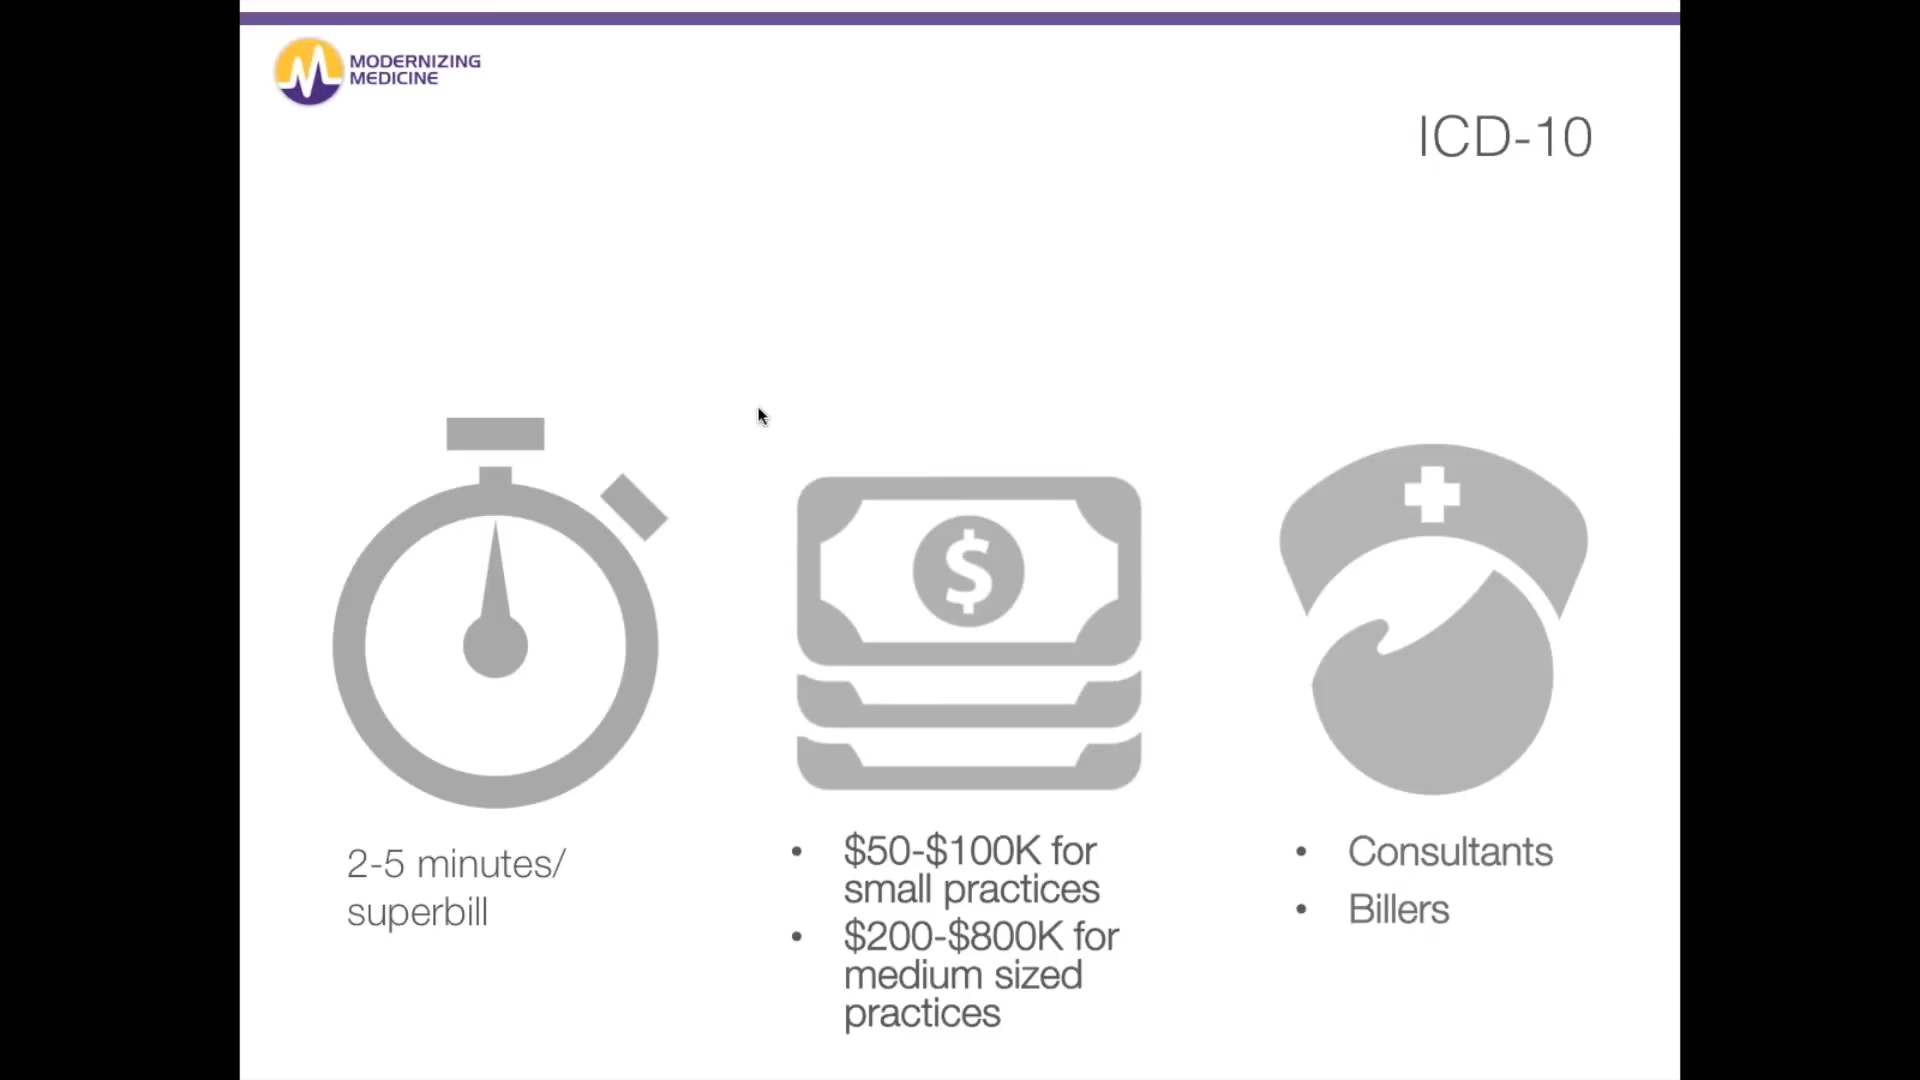 MODERNIZING
MEDICINE
ICD-10
$
2-5 minutes/
superbill
• $50-$100K for
small practices
• $200-$800K for
medium sized
practices
• Consultants
• Billers